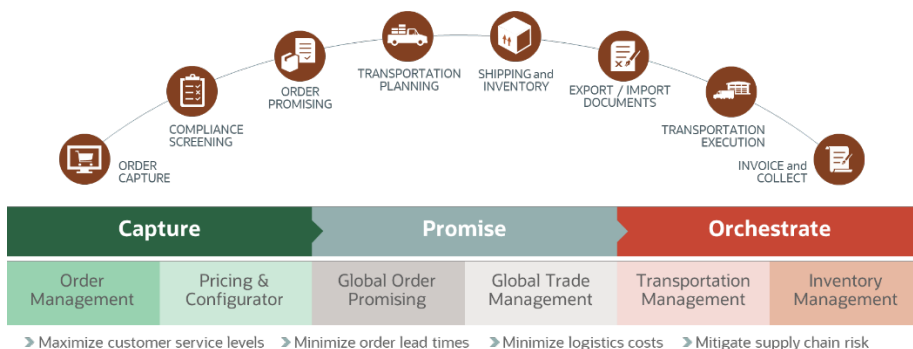 ORDER
CAPTURE
COMPLIANCE
SCREENING
ORDER
PROMISING
TRANSPORTATION
PLANNING
SHIPPING and
INVENTORY
EXPORT / IMPORT
DOCUMENTS
TRANSPORTATION
EXECUTION
INVOICE and
COLLECT
Capture
Promise
Orchestrate
Order
Management
Pricing &
Configurator
Global Order
Promising
Global Trade
Management
Transportation
Management
Inventory
Management
Maximize customer service levels
Minimize order lead times
Minimize logistics costs
Mitigate supply chain risk